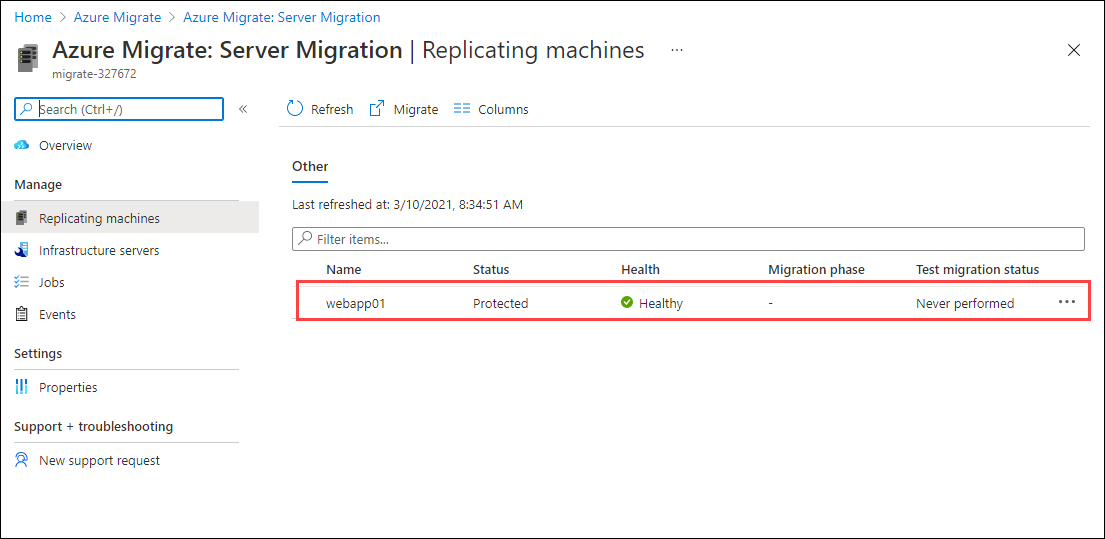 Home > Azure Migrate > Azure Migrate: Server Migration
Azure Migrate: Server Migration | Replicating machines ...
migrate-327672
Search (Ctrl+/) «
Refresh Migrate Columns
Overview
Manage
Replicating machines
Infrastructure servers
Jobs
Events
Settings
Properties
Support + troubleshooting
New support request
Other
Last refreshed at: 3/10/2021, 8:34:51 AM
Filter items...
Name Status Health Migration phase Test migration status
webapp01 Protected Healthy - Never performed ...